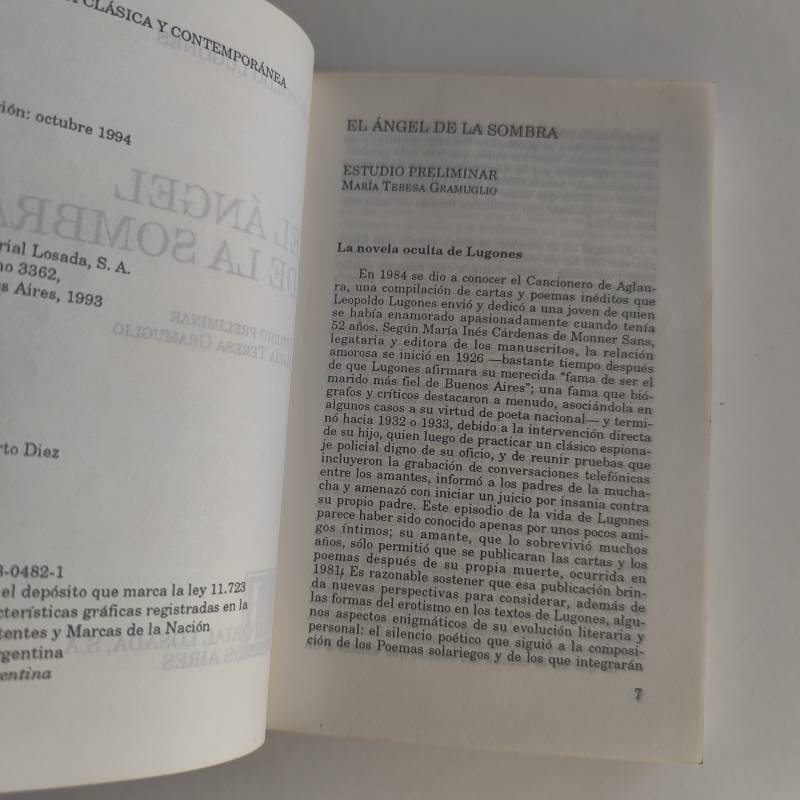 CLÁSICA Y CONTEMPORÁNEA
ción: octubre 1994
rial Losada, S. A.
no 3362,
s Aires, 1993
rto Diez
3-0482-1
el depósito que marca la ley 11.723
cterísticas gráficas registradas en la
tentes y Marcas de la Nación
rgentina
entina
EL ÁNGEL
DE LA SOMBRA
ESTUDIO PRELIMINAR
MARÍA TERESA GRAMUGLIO
EL ÁNGEL DE LA SOMBRA
ESTUDIO PRELIMINAR
MARÍA TERESA GRAMUGLIO
La novela oculta de Lugones
En 1984 se dio a conocer el Cancionero de Aglau-
ra, una compilación de cartas y poemas inéditos que
Leopoldo Lugones envió y dedicó a una joven de quien
se había enamorado apasionadamente cuando tenía
52 años. Según María Inés Cárdenas de Monner Sans,
legataria y editora de los manuscritos, la relación
amorosa se inició en 1926 —bastante tiempo después
de que Lugones afirmara su merecida "fama de ser el
marido más fiel de Buenos Aires"; una fama que bió-
grafos y críticos destacaron a menudo, asociándola en
algunos casos a su virtud de poeta nacional— y termi-
nó hacia 1932 o 1933, debido a la intervención directa
de su hijo, quien luego de practicar un clásico espiona-
je policial digno de su oficio, y de reunir pruebas que
incluyeron la grabación de conversaciones telefónicas
entre los amantes, informó a los padres de la mucha-
cha y amenazó con iniciar un juicio por insania contra
su propio padre. Este episodio de la vida de Lugones
parece haber sido conocido apenas por unos pocos ami-
gos íntimos; su amante, que lo sobrevivió muchos
años, sólo permitió que se publicaran las cartas y los
poemas después de su propia muerte, ocurrida en
1981. Es razonable sostener que esa publicación brin-
da nuevas perspectivas para considerar, además de
las formas del erotismo en los textos de Lugones, algu-
nos aspectos enigmáticos de su evolución literaria y
personal: el silencio poético que siguió a la composi-
ción de los Poemas solariegos y de los que integrarán
7